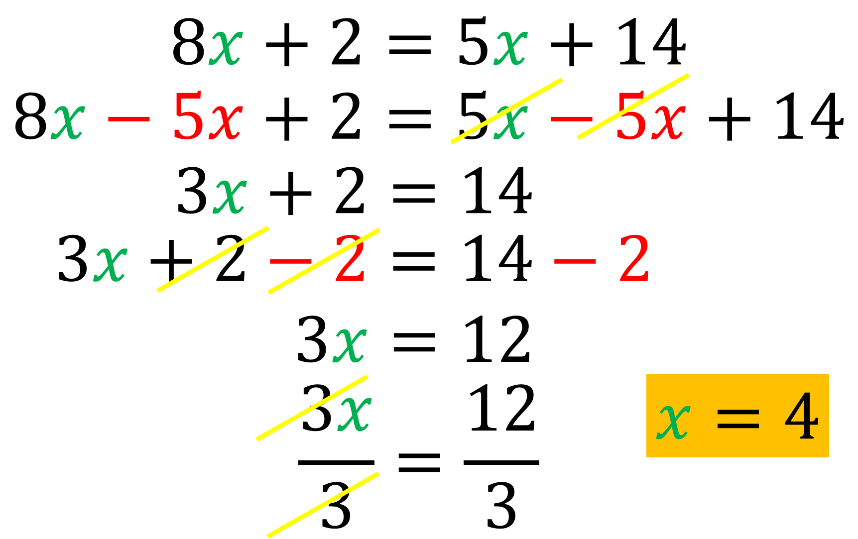 8x + 2 = 5x + 14
8x − 5x + 2 = 5x − 5x + 14
3x + 2 = 14
3x + 2 − 2 = 14 − 2
3x = 12
3x/3 = 12/3
x = 4